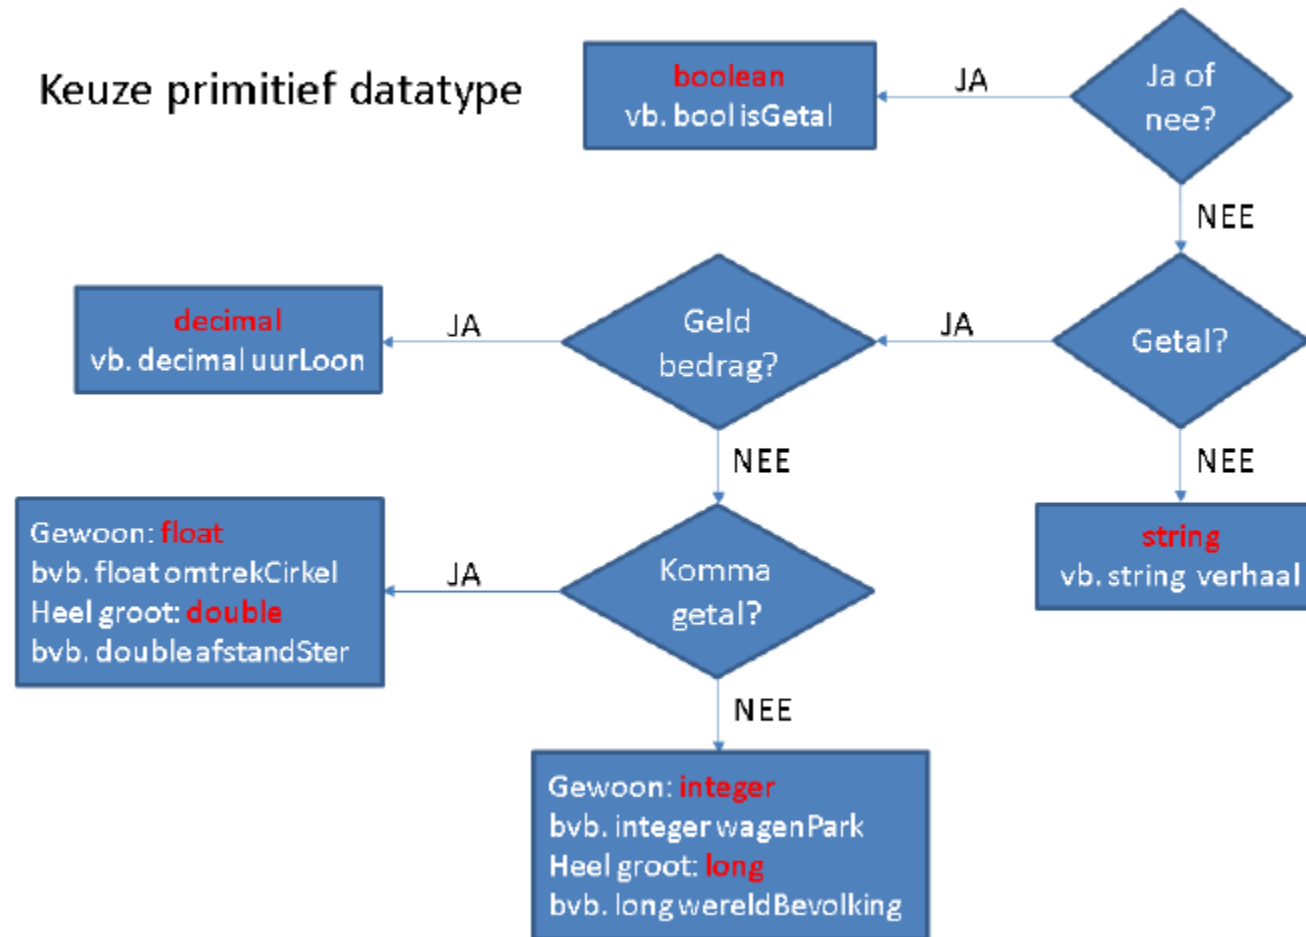 Keuze primitief datatype
boolean
vb. bool isGetal
JA
Ja of
nee?
NEE
decimal
vb. decimal uurLoon
JA
Geld
bedrag?
JA
Getal?
NEE
NEE
Gewoon: float
bvb. float omtrekCirkel
Heel groot: double
bvb. double afstandSter
JA
Komma
getal?
string
vb. string verhaal
NEE
Gewoon: integer
bvb. integer wagenPark
Heel groot: long
bvb. long wereldBevolking